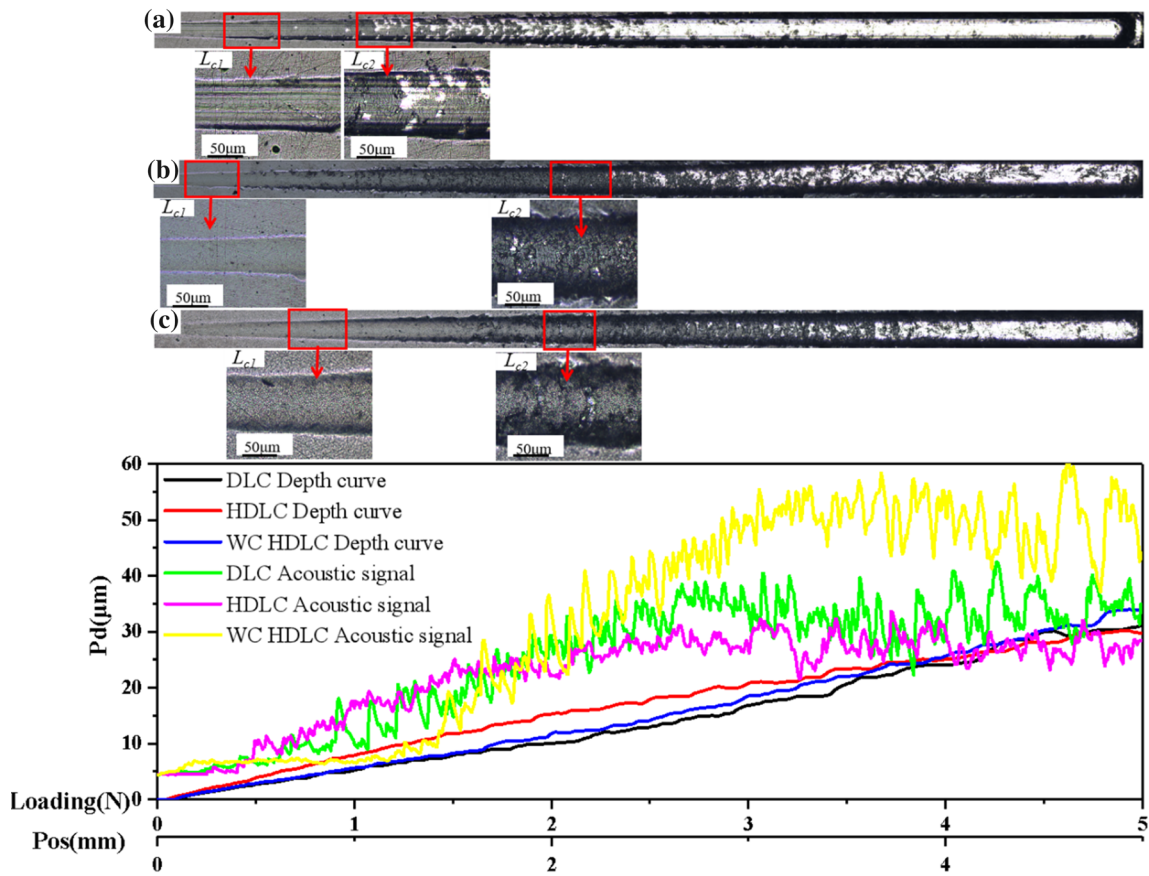 (a)
Lc1
Lc2
50μm
50μm
(b)
Lc1
Lc2
50μm
50μm
(c)
Lc1
Lc2
50μm
50μm
60
50
40
30
20
10
0
Pd(μm)
DLC Depth curve
HDLC Depth curve
WC HDLC Depth curve
DLC Acoustic signal
HDLC Acoustic signal
WC HDLC Acoustic signal
Loading(N)
0 1 2 3 4 5
Pos(mm)
0 2 4